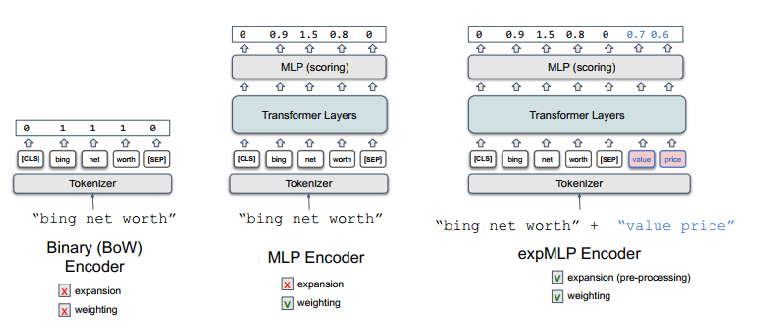 0 1 1 1 0
[CLS] bing net worth [SEP]
Tokenizer
“bing net worth”
Binary (BoW)
Encoder
x expansion
x weighting
0 0.9 1.5 0.8 0
MLP (scoring)
Transformer Layers
[CLS] bing net worth [SEP]
Tokenizer
“bing net worth”
MLP Encoder
x expansion
v weighting
0 0.9 1.5 0.8 0 0.7 0.6
MLP (scoring)
Transformer Layers
[CLS] bing net worth [SEP] value price
Tokenizer
“bing net worth” + “value price”
expMLP Encoder
v expansion (pre-processing)
v weighting